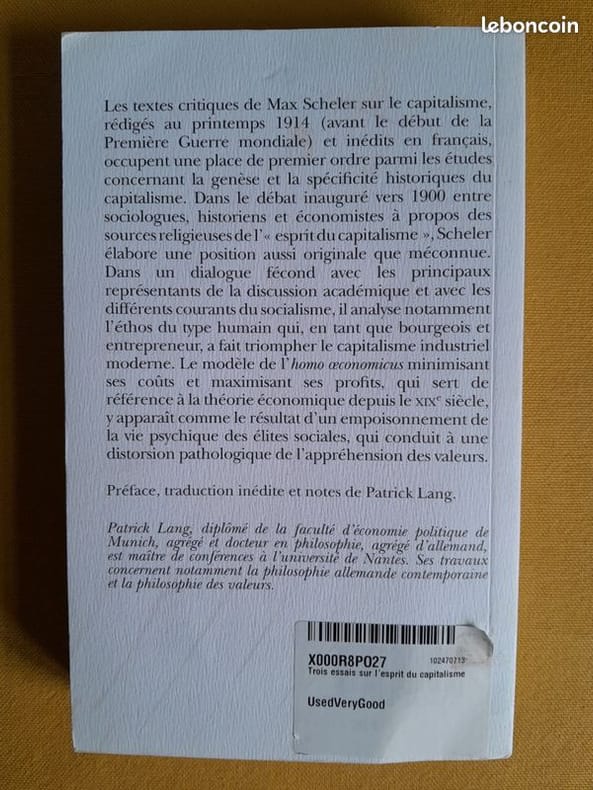 leboncoin
Les textes critiques de Max Scheler sur le capitalisme,
rédigés au printemps 1914 (avant le début de la
Première Guerre mondiale) et inédits en français,
occupent une place de premier ordre parmi les études
concernant la genèse et la spécificité historiques du
capitalisme. Dans le débat inauguré vers 1900 entre
sociologues, historiens et économistes à propos des
sources religieuses de l'« esprit du capitalisme », Scheler
élabore une position aussi originale que méconnue.
Dans un dialogue fécond avec les principaux
représentants de la discussion académique et avec les
différents courants du socialisme, il analyse notamment
l'éthos du type humain qui, en tant que bourgeois et
entrepreneur, a fait triompher le capitalisme industriel
moderne. Le modèle de l'homo œconomicus minimisant
ses coûts et maximisant ses profits, qui sert de
référence à la théorie économique depuis le XIXe siècle,
y apparaît comme le résultat d'un empoisonnement de
la vie psychique des élites sociales, qui conduit à une
distorsion pathologique de l'appréhension des valeurs.
Préface, traduction inédite et notes de Patrick Lang.
Patrick Lang, diplômé de la faculté d'économie politique de
Munich, agrégé et docteur en philosophie, agrégé d'allemand,
est maître de conférences à l'université de Nantes. Ses travaux
concernent notamment la philosophie allemande contemporaine
et la philosophie des valeurs.
X000R8PO27 102470713
Trois essais sur l'esprit du capitalisme
UsedVeryGood